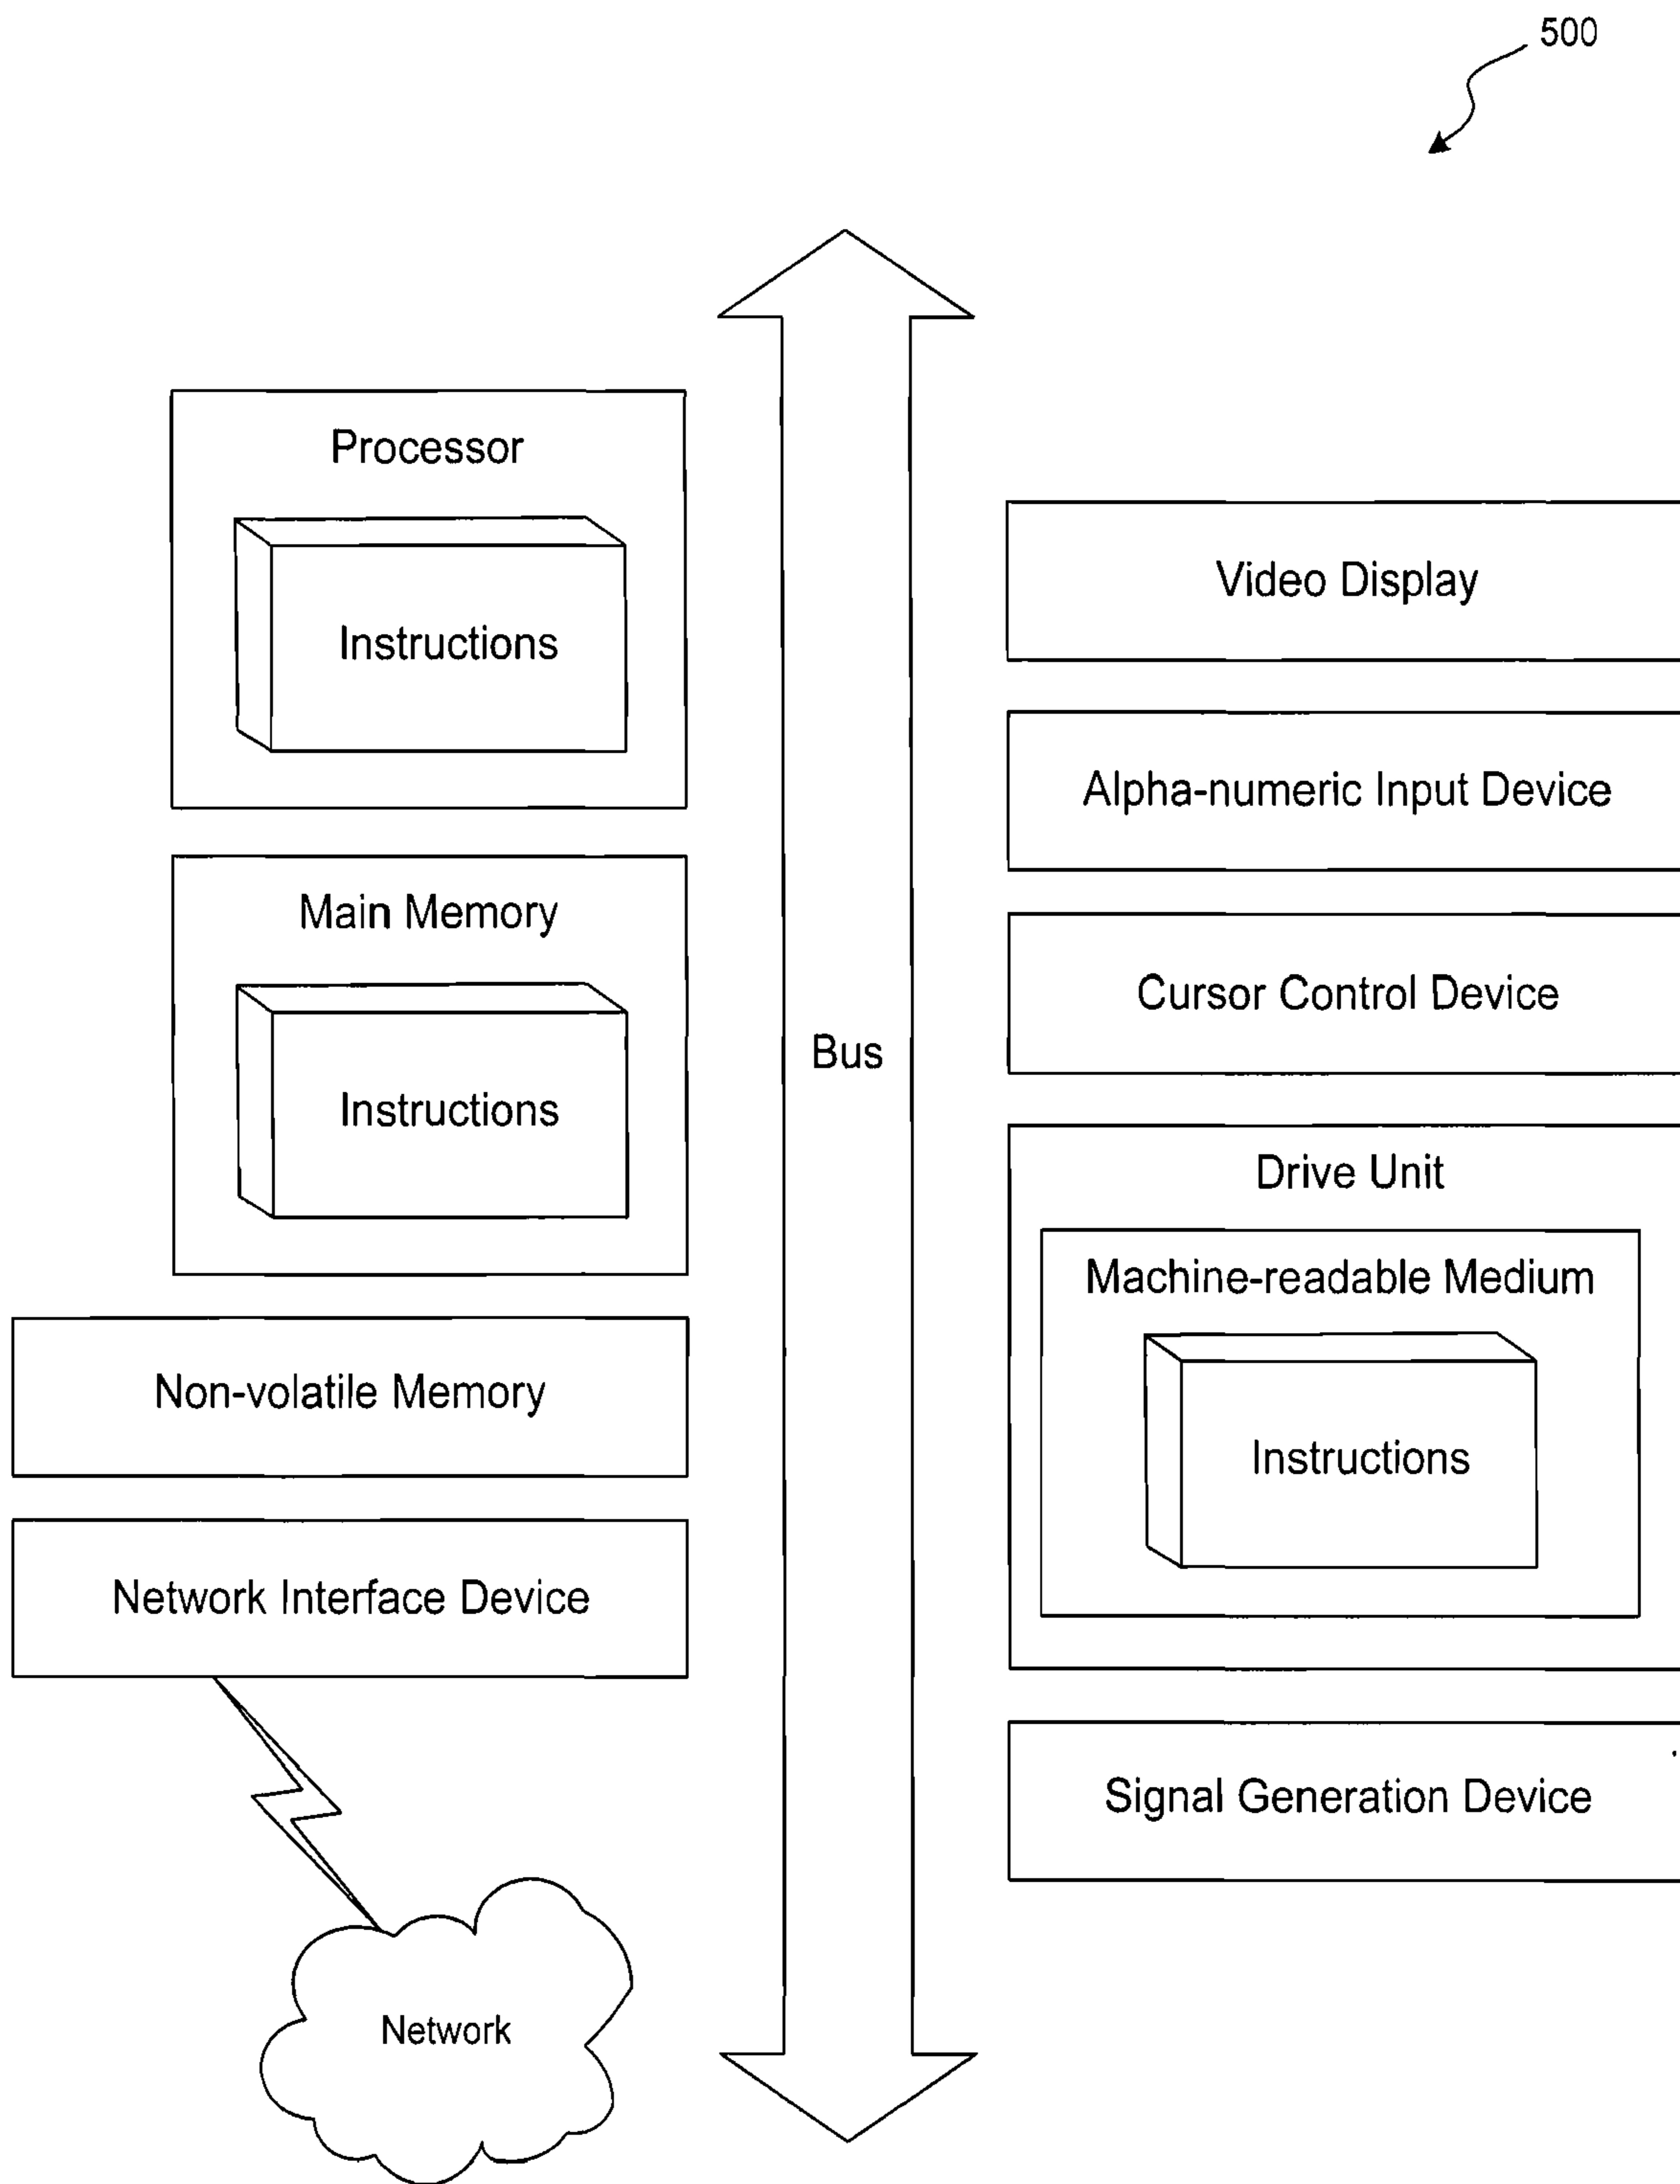 500
Processor
Instructions
Main Memory
Instructions
Non-volatile Memory
Network Interface Device
Network
Bus
Video Display
Alpha-numeric Input Device
Cursor Control Device
Drive Unit
Machine-readable Medium
Instructions
Signal Generation Device